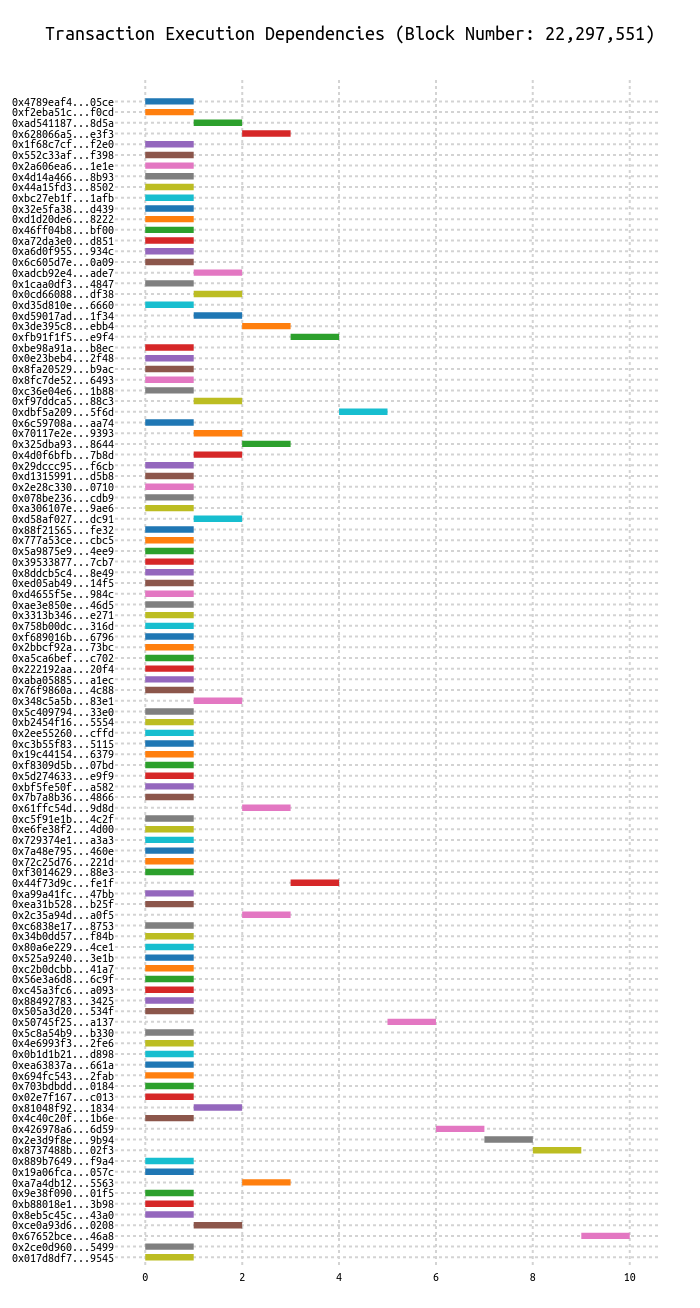 Transaction Execution Dependencies (Block Number: 22,297,551)
0x4789eaf4...05ce
0xf2eba51c...f0cd
0xad541187...8d5a
0x628066a5...e3f3
0x1f68c7cf...f2e0
0x552c33af...f398
0x2a606ea6...1e1e
0x4d14a466...8b93
0x44a15fd3...8502
0xbc27eb1f...1afb
0x32e5fa38...d439
0xd1d20de6...8222
0x46ff04b8...bf00
0xa72da3e0...d851
0xa6d0f955...934c
0x6c605d7e...0a09
0xadcb92e4...ade7
0x1caa0df3...4847
0x0cd66088...df38
0xd35d810e...6660
0xd59017ad...1f34
0x3de395c8...ebb4
0xfb91f1f5...e9f4
0xbe98a91a...b8ec
0x0e23beb4...2f48
0x8fa20529...b9ac
0x8fc7de52...6493
0xc36e04e6...1b88
0xf97ddca5...88c3
0xdbf5a209...5f6d
0x6c59708a...aa74
0x70117e2e...9393
0x325dba93...8644
0x4d0f6bfb...7b8d
0x29dccc95...f6cb
0xd1315991...d5b8
0x2e28c330...0710
0x078be236...cdb9
0xa306107e...9ae6
0xd58af027...dc91
0x88f21565...fe32
0x777a53ce...cbc5
0x5a9875e9...4ee9
0x39533877...7cb7
0x8ddcb5c4...8e49
0xed05ab49...14f5
0xd4655f5e...984c
0xae3e850e...46d5
0x3313b346...e271
0x758b00dc...316d
0xf689016b...6796
0x2bbcf92a...73bc
0xa5ca6bef...c702
0x222192aa...20f4
0xaba05885...a1ec
0x76f9860a...4c88
0x348c5a5b...83e1
0x5c409794...33e0
0xb2454f16...5554
0x2ee55260...cffd
0xc3b55f83...5115
0x19c44154...6379
0xf8309d5b...07bd
0x5d274633...e9f9
0xbf5fe50f...a582
0x7b7a8b36...4866
0x61ffc54d...9d8d
0xc5f91e1b...4c2f
0xe6fe38f2...4d00
0x729374e1...a3a3
0x7a48e795...460e
0x72c25d76...221d
0xf3014629...88e3
0x44f73d9c...fe1f
0xa99a41fc...47bb
0xea31b528...b25f
0x2c35a94d...a0f5
0xc6838e17...8753
0x34b0dd57...f84b
0x80a6e229...4ce1
0x525a9240...3e1b
0xc2b0dcbb...41a7
0x56e3a6d8...6c9f
0xc45a3fc6...a093
0x88492783...3425
0x505a3d20...534f
0x50745f25...a137
0x5c8a54b9...b330
0x4e6993f3...2fe6
0x0b1d1b21...d898
0xea63837a...661a
0x694fc543...2fab
0x703bdbdd...0184
0x02e7f167...c013
0x81048f92...1834
0x4c40c20f...1b6e
0x426978a6...6d59
0x2e3d9f8e...9b94
0x8737488b...02f3
0x889b7649...f9a4
0x19a06fca...057c
0xa7a4db12...5563
0x9e38f090...01f5
0xb88018e1...3b98
0x8eb5c45c...43a0
0xce0a93d6...0208
0x67652bce...46a8
0x2ce0d960...5499
0x017d8df7...9545
0 2 4 6 8 10